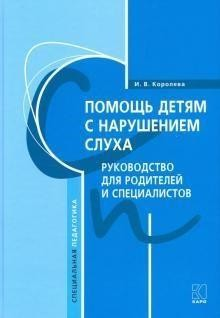 И. В. Королева
ПОМОЩЬ ДЕТЯМ
С НАРУШЕНИЕМ
СЛУХА
РУКОВОДСТВО
ДЛЯ РОДИТЕЛЕЙ
И СПЕЦИАЛИСТОВ
СПЕЦИАЛЬНАЯ ПЕДАГОГИКА
КАРО